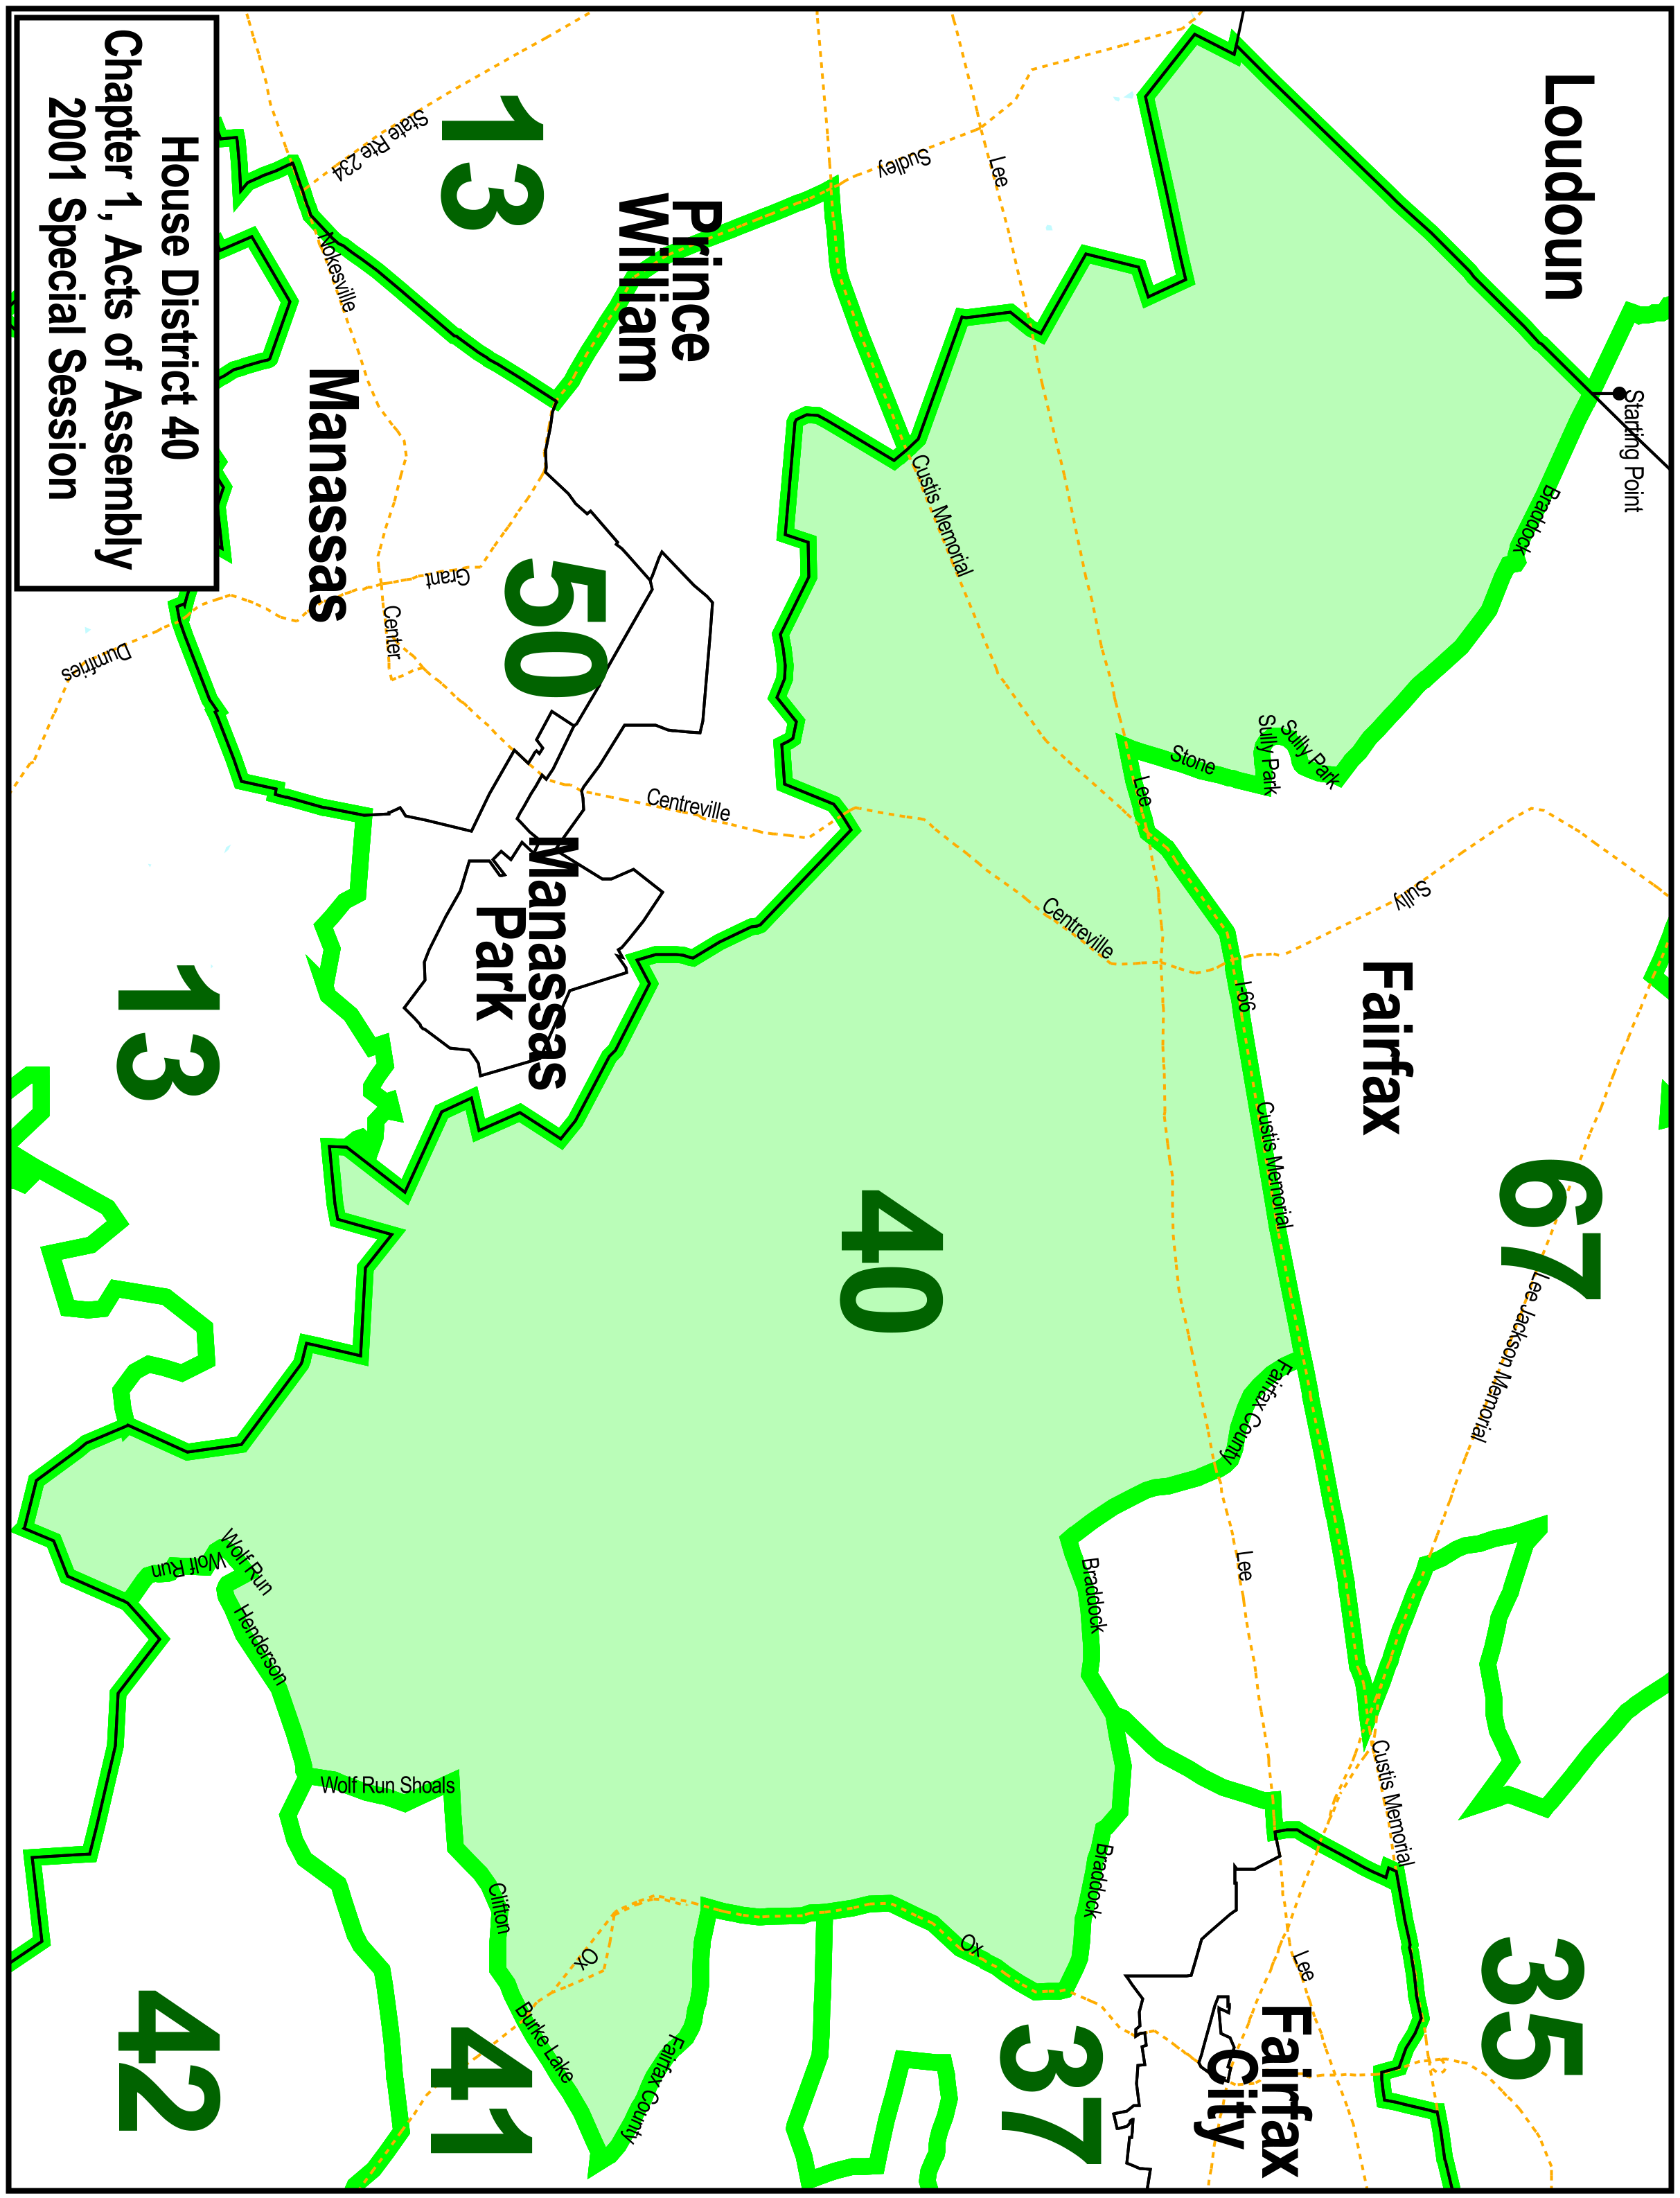 Loudoun
Starting Point
Braddock
Sully Park
Sully Park
Stone
Lee
Sully
Fairfax
67
Lee Jackson Memorial
I-66
Custis Memorial
Lee
Sudley
Custis Memorial
13
State Rte 234
Prince
William
Nokesville
Manassas
50
Grant
Center
Dumfries
Centreville
Centreville
Manassas
Park
13
40
Fairfax County
Lee
Braddock
Custis Memorial
Wolf Run
Wolf Run
Henderson
Wolf Run Shoals
Clifton
Ox
Burke Lake
Fairfax County
Ox
Braddock
Lee
35
Fairfax
City
37
41
42
House District 40
Chapter 1, Acts of Assembly
2001 Special Session